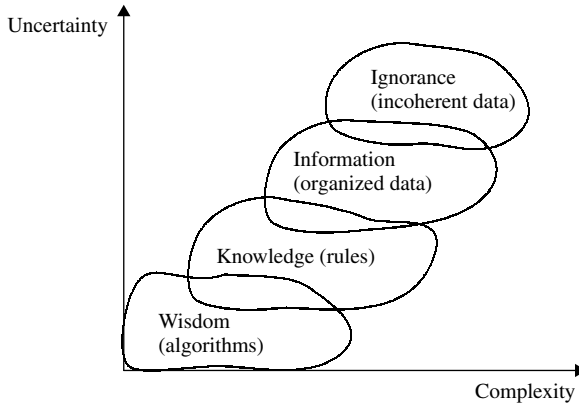 Uncertainty
Ignorance
(incoherent data)
Information
(organized data)
Knowledge (rules)
Wisdom
(algorithms)
Complexity